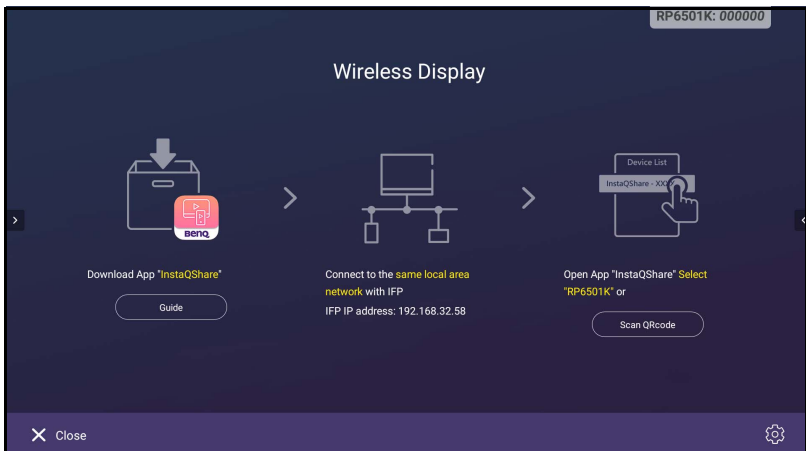 RP6501K: 000000
Wireless Display
Device List
InstaQShare - XXX
BenQ
Download App "InstaQShare"
Guide
Connect to the same local area
network with IFP
IFP IP address: 192.168.32.58
Open App "InstaQShare" Select
"RP6501K" or
Scan QRcode
Close